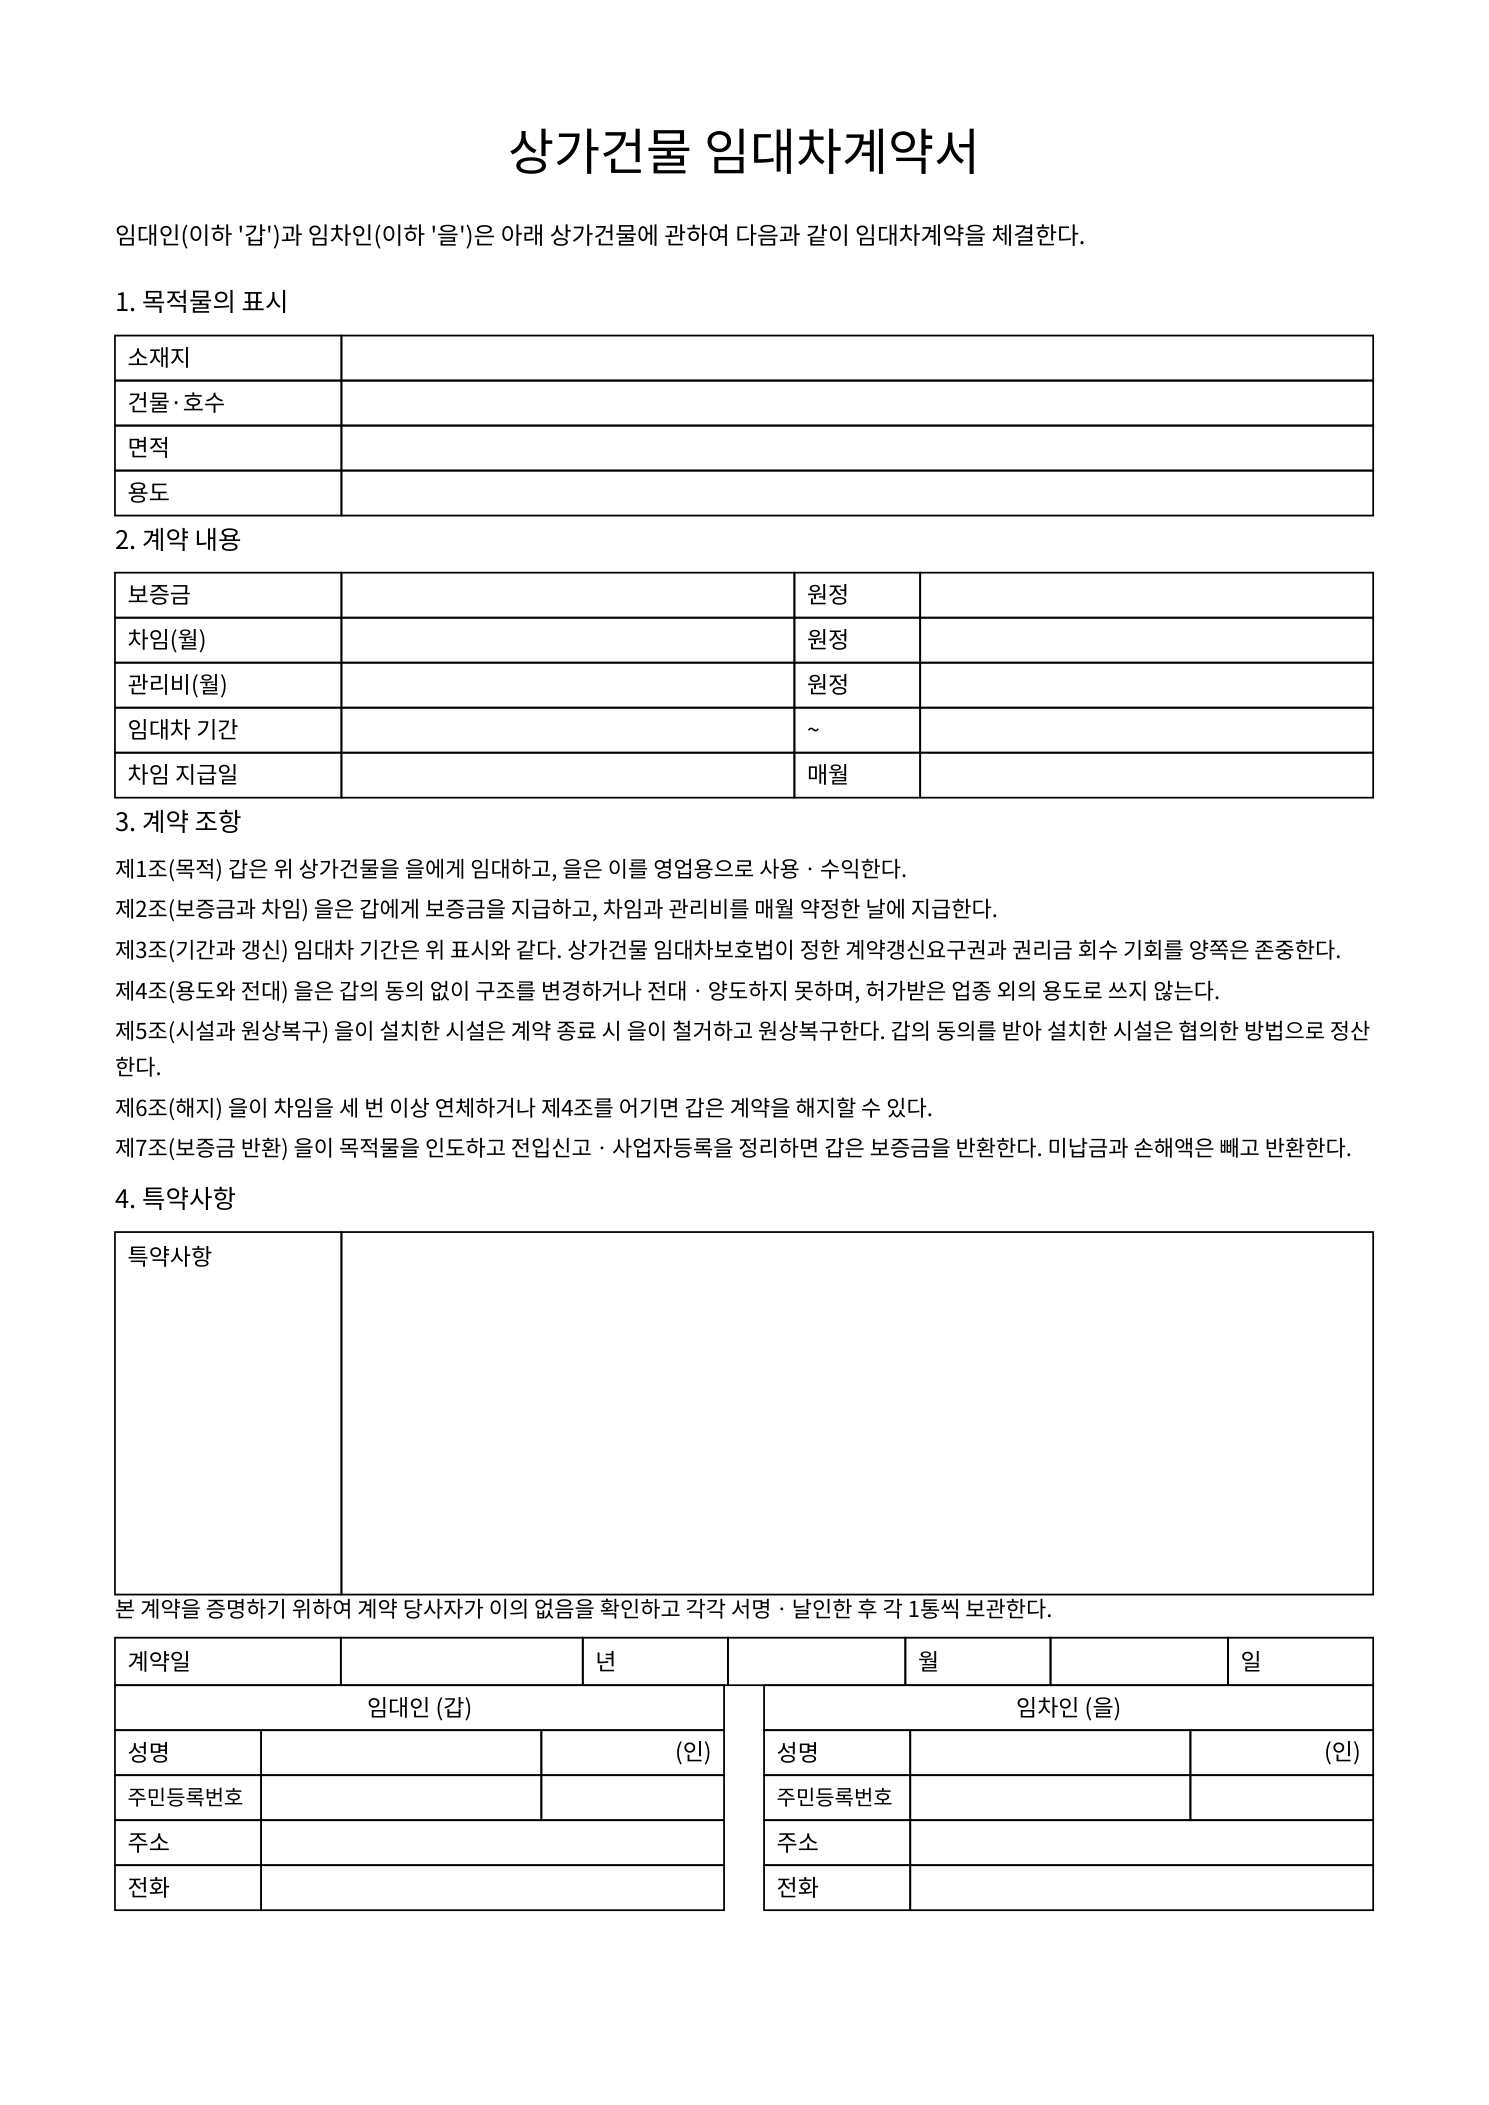 상가건물 임대차계약서
임대인(이하 '갑')과 임차인(이하 '을')은 아래 상가건물에 관하여 다음과 같이 임대차계약을 체결한다.
1. 목적물의 표시
소재지
건물·호수
면적
용도
2. 계약 내용
보증금 원정
차임(월) 원정
관리비(월) 원정
임대차 기간 ~
차임 지급일 매월
3. 계약 조항
제1조(목적) 갑은 위 상가건물을 을에게 임대하고, 을은 이를 영업용으로 사용 · 수익한다.
제2조(보증금과 차임) 을은 갑에게 보증금을 지급하고, 차임과 관리비를 매월 약정한 날에 지급한다.
제3조(기간과 갱신) 임대차 기간은 위 표시와 같다. 상가건물 임대차보호법이 정한 계약갱신요구권과 권리금 회수 기회를 양쪽은 존중한다.
제4조(용도와 전대) 을은 갑의 동의 없이 구조를 변경하거나 전대 · 양도하지 못하며, 허가받은 업종 외의 용도로 쓰지 않는다.
제5조(시설과 원상복구) 을이 설치한 시설은 계약 종료 시 을이 철거하고 원상복구한다. 갑의 동의를 받아 설치한 시설은 협의한 방법으로 정산
한다.
제6조(해지) 을이 차임을 세 번 이상 연체하거나 제4조를 어기면 갑은 계약을 해지할 수 있다.
제7조(보증금 반환) 을이 목적물을 인도하고 전입신고 · 사업자등록을 정리하면 갑은 보증금을 반환한다. 미납금과 손해액은 빼고 반환한다.
4. 특약사항
특약사항
본 계약을 증명하기 위하여 계약 당사자가 이의 없음을 확인하고 각각 서명 · 날인한 후 각 1통씩 보관한다.
계약일 년 월 일
임대인 (갑) 임차인 (을)
성명 (인) 성명 (인)
주민등록번호 주민등록번호
주소 주소
전화 전화